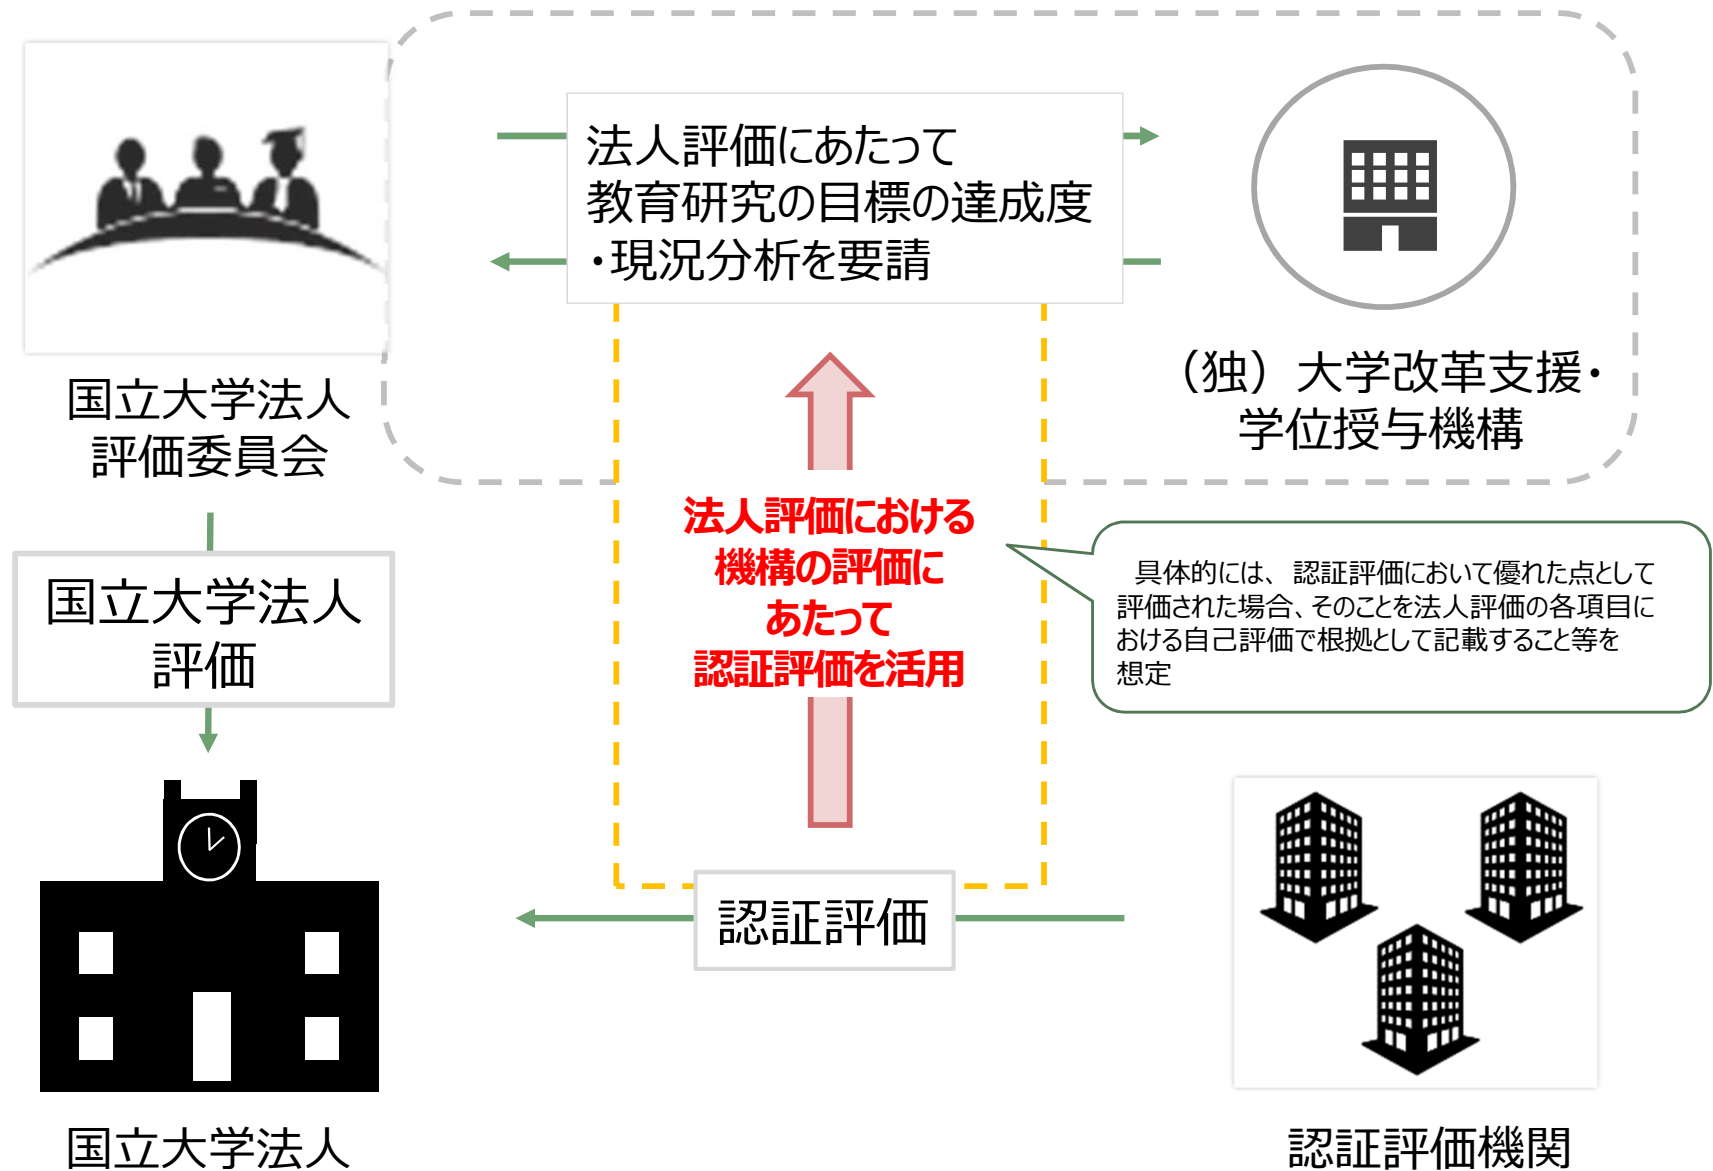 法人評価にあたって
教育研究の目標の達成度
・現況分析を要請
国立大学法人
評価委員会
（独）大学改革支援・
学位授与機構
法人評価における
機構の評価に
あたって
認証評価を活用
具体的には、認証評価において優れた点として
評価された場合、そのことを法人評価の各項目に
おける自己評価で根拠として記載すること等を
想定
国立大学法人
評価
認証評価
国立大学法人
認証評価機関